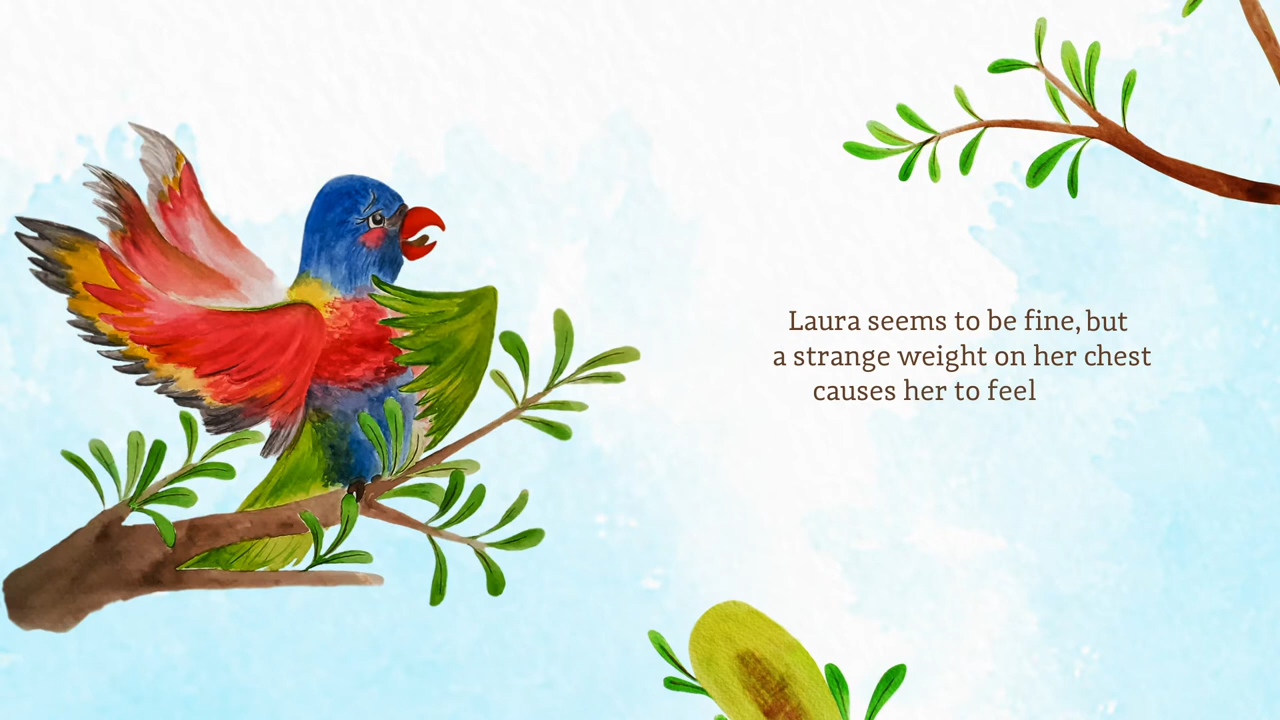 Laura seems to be fine, but
a strange weight on her chest
causes her to feel